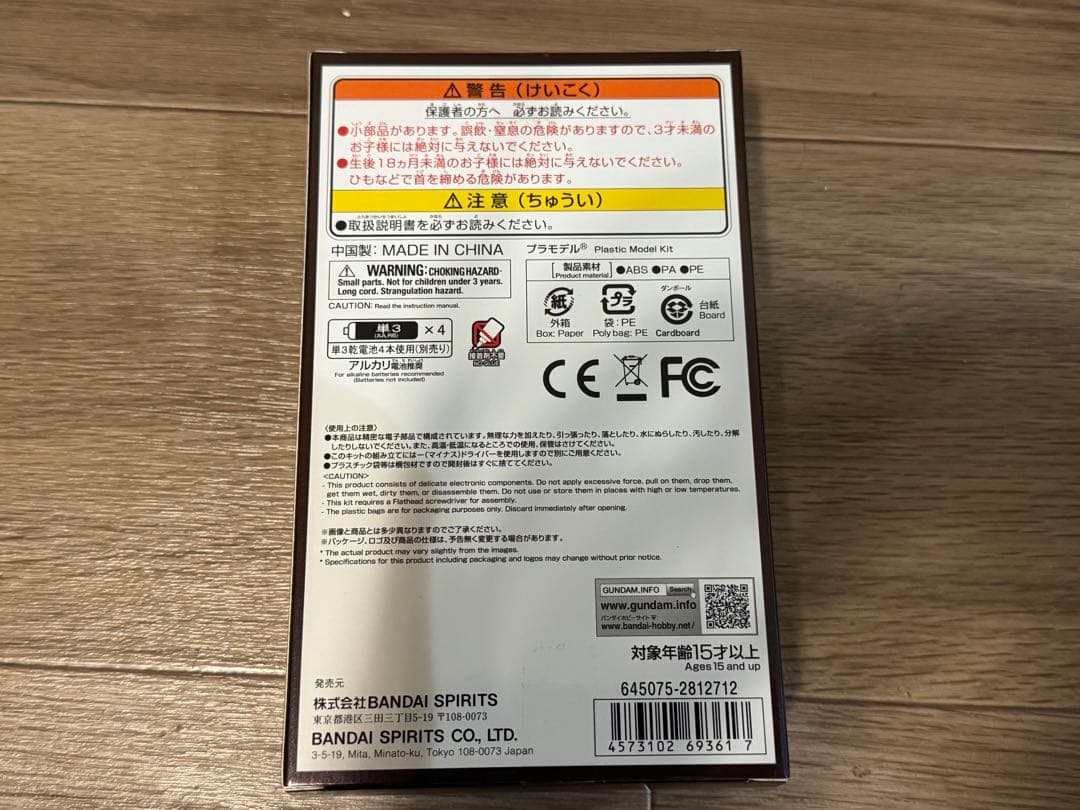 ⚠警告（けいこく）
保護者の方へ 必ずお読みください。
●小部品があります。誤飲・窒息の危険がありますので、3才未満の
お子様には絶対に与えないでください。
●生後18ヵ月未満のお子様には絶対に与えないでください。
ひもなどで首を締める危険があります。
⚠注意（ちゅうい）
●取扱説明書を必ずお読みください。
中国製：MADE IN CHINA
WARNING: CHOKING HAZARD-
Small parts. Not for children under 3 years.
Long cord. Strangulation hazard.
CAUTION: Read the instruction manual.
単3
(AA,R6)
×4
単3乾電池4本使用(別売り)
アルカリ電池推奨
For alkaline batteries recommended
(Batteries not included)
接着剤不要
NO GLUE
プラモデル® Plastic Model Kit
製品素材
[Product material]
●ABS ●PA ●PE
紙
外箱
Box: Paper
プラ
袋：PE
Poly bag: PE
ダンボール
台紙
Board
Cardboard
CE
FC
〈使用上の注意〉
●本商品は精密な電子部品で構成されています。無理な力を加えたり、引っ張ったり、落としたり、水にぬらしたり、汚したり、分解
したりしないでください。また、高温・低温になるところでの使用、保管はさけてください。
●このキットの組み立てには－(マイナス)ドライバーを使用しますので別にご用意ください。
●プラスチック袋等は梱包材ですので開封後はすぐに捨ててください。
<CAUTION>
- This product consists of delicate electronic components. Do not apply excessive force, pull on them, drop them,
get them wet, dirty them, or disassemble them. Do not use or store them in places with high or low temperatures.
- This kit requires a Flathead screwdriver for assembly.
- The plastic bags are for packaging purposes only. Discard immediately after opening.
※画像と商品とは多少異なりますのでご了承ください。
※パッケージ、ロゴ及び商品の仕様は、予告無く変更する場合があります。
* The actual product may vary slightly from the images.
* Specifications for this product including packaging and logos may change without prior notice.
GUNDAM.INFO Search
www.gundam.info
バンダイホビーサイト
www.bandai-hobby.net/
対象年齢15才以上
Ages 15 and up
発売元
株式会社BANDAI SPIRITS
東京都港区三田三丁目5-19 〒108-0073
BANDAI SPIRITS CO., LTD.
3-5-19, Mita, Minato-ku, Tokyo 108-0073 Japan
645075-2812712
4573102 693617